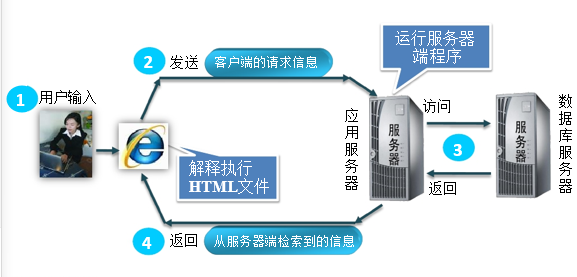 1
用户输入
2
发送
客户端的请求信息
运行服务器
端程序
应用服务器
服务器
访问
3
返回
服务器
数据库服务器
解释执行
HTML文件
4
返回
从服务器端检索到的信息